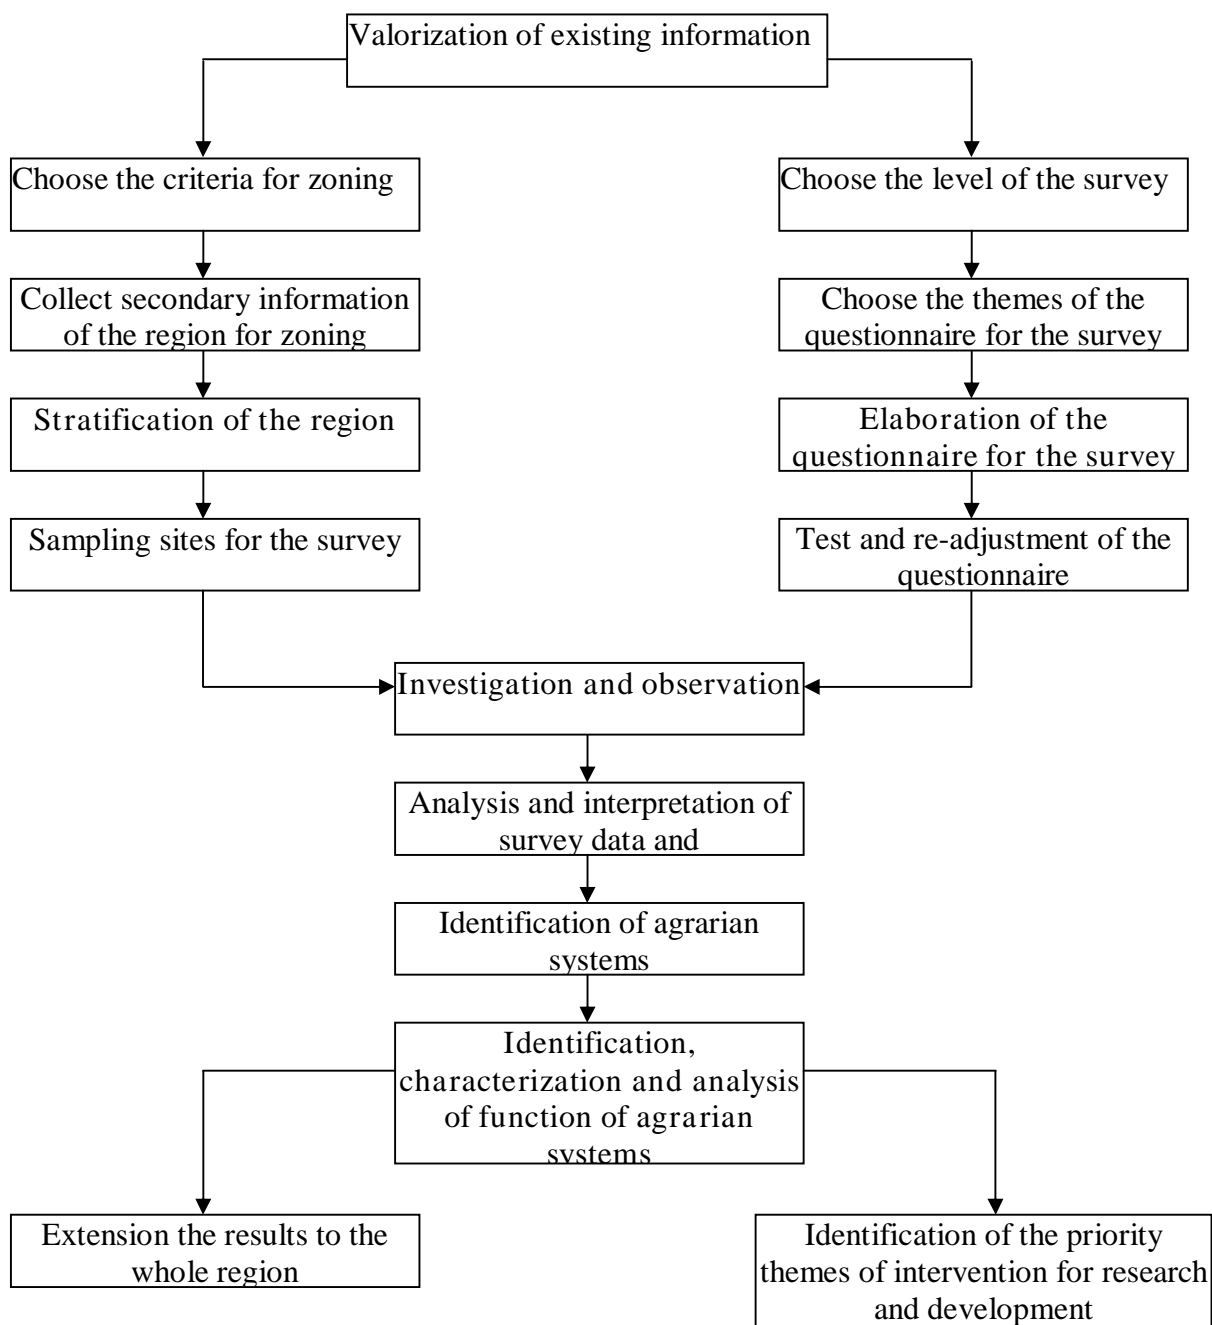 Valorization of existing information
Choose the criteria for zoning
Choose the level of the survey
Collect secondary information
of the region for zoning
Choose the themes of the
questionnaire for the survey
Stratification of the region
Elaboration of the
questionnaire for the survey
Sampling sites for the survey
Test and re-adjustment of the
questionnaire
Investigation and observation
Analysis and interpretation of
survey data and
Identification of agrarian
systems
Identification,
characterization and analysis
of function of agrarian
systems
Extension the results to the
whole region
Identification of the priority
themes of intervention for research
and development